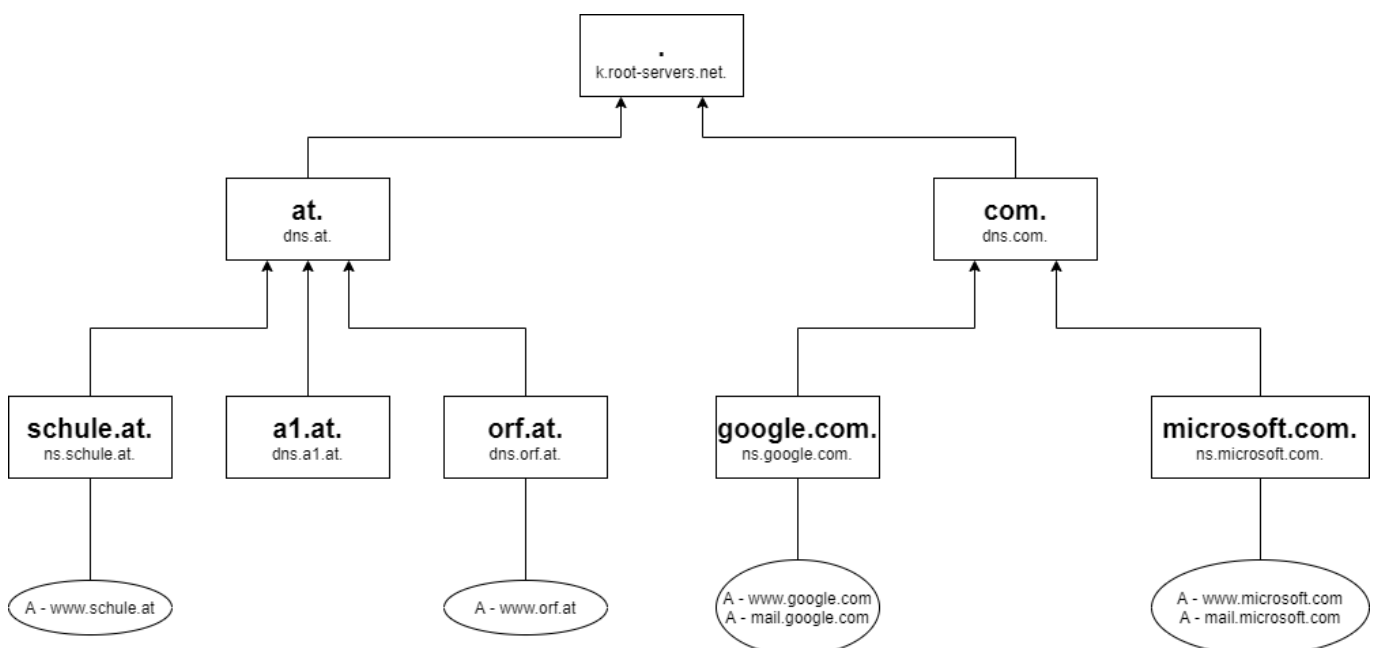 .
k.root-servers.net.
at.
dns.at.
com.
dns.com.
schule.at.
ns.schule.at.
a1.at.
dns.a1.at.
orf.at.
dns.orf.at.
google.com.
ns.google.com.
microsoft.com.
ns.microsoft.com.
A - www.schule.at
A - www.orf.at
A - www.google.com
A - mail.google.com
A - www.microsoft.com
A - mail.microsoft.com